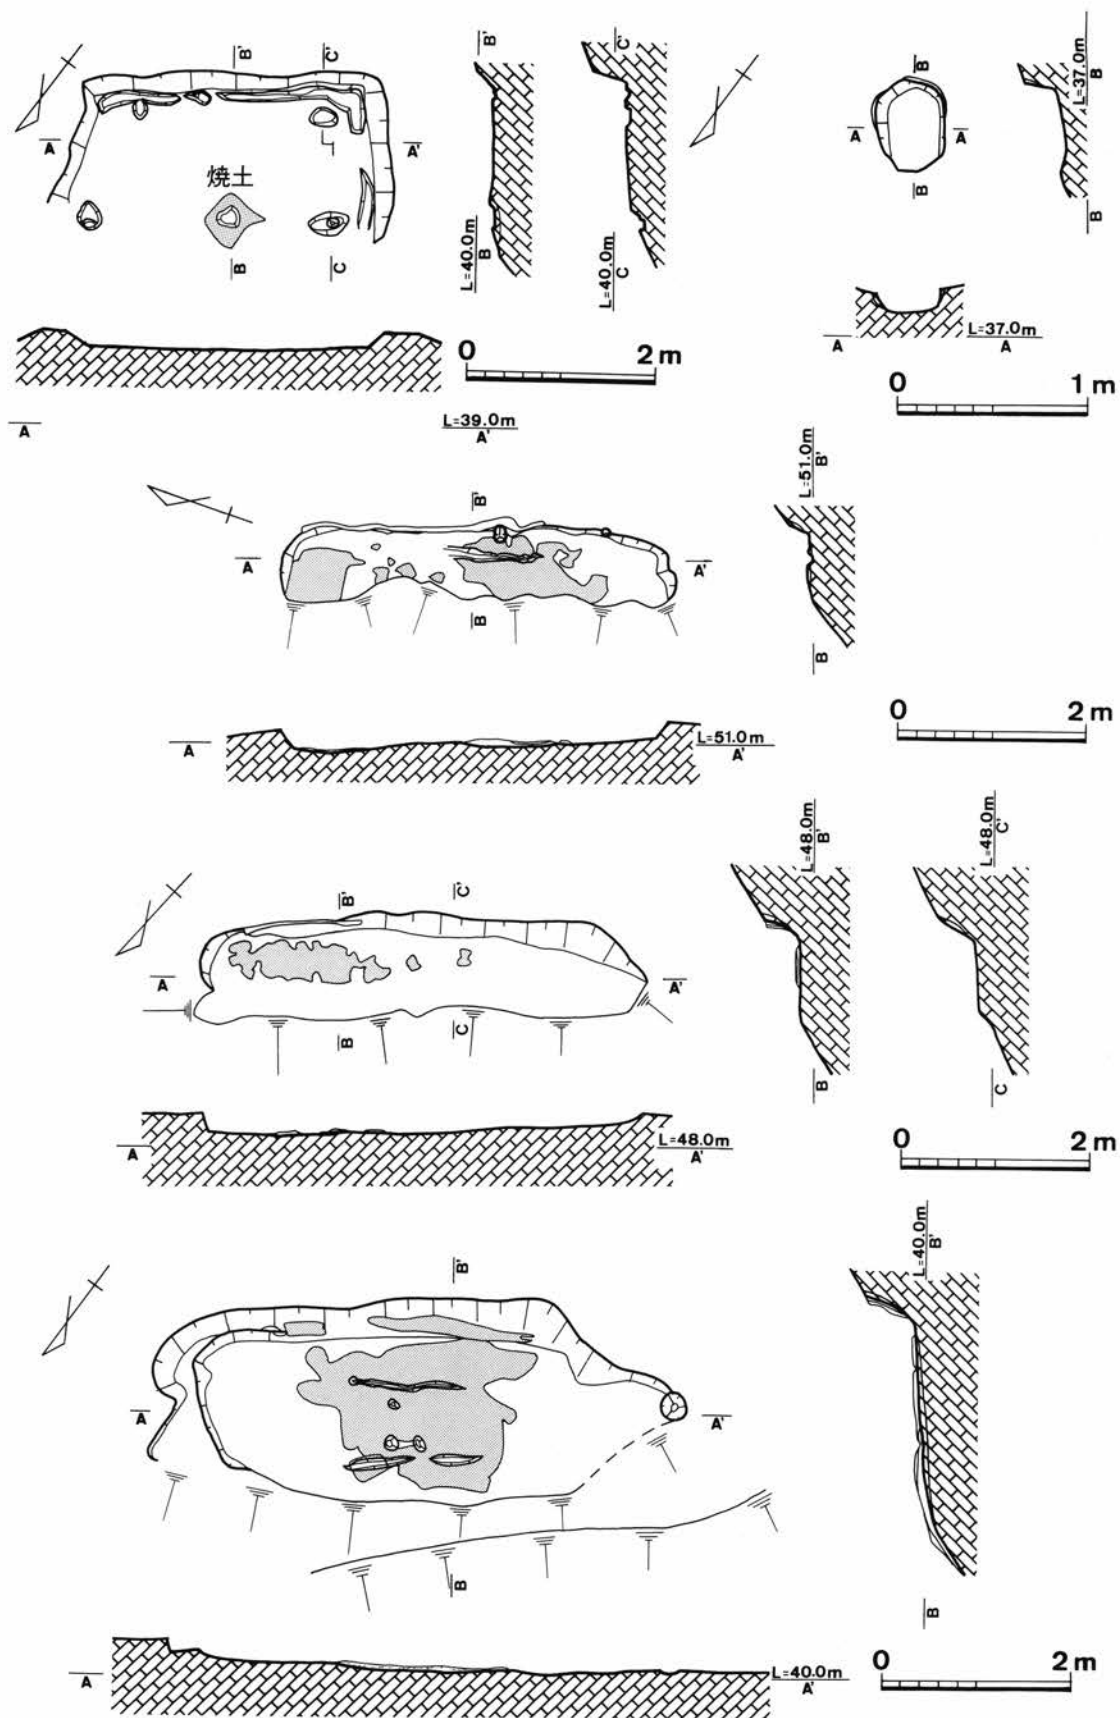 B' C'
A A'
焼土
B C
B'
L=40.0m
B
C'
L=40.0m
C
B
A A
B
L=37.0m
B
B
A
L=37.0m
A
0 2m
0 1m
A
L=39.0m
A'
B'
A A'
B
L=51.0m
B'
B
A
L=51.0m
A'
0 2m
B' C'
A A'
B C
L=48.0m
B'
B
L=48.0m
C'
C
A
L=48.0m
A'
0 2m
B'
A A'
B
L=40.0m
B'
B
A
L=40.0m
A'
0 2m